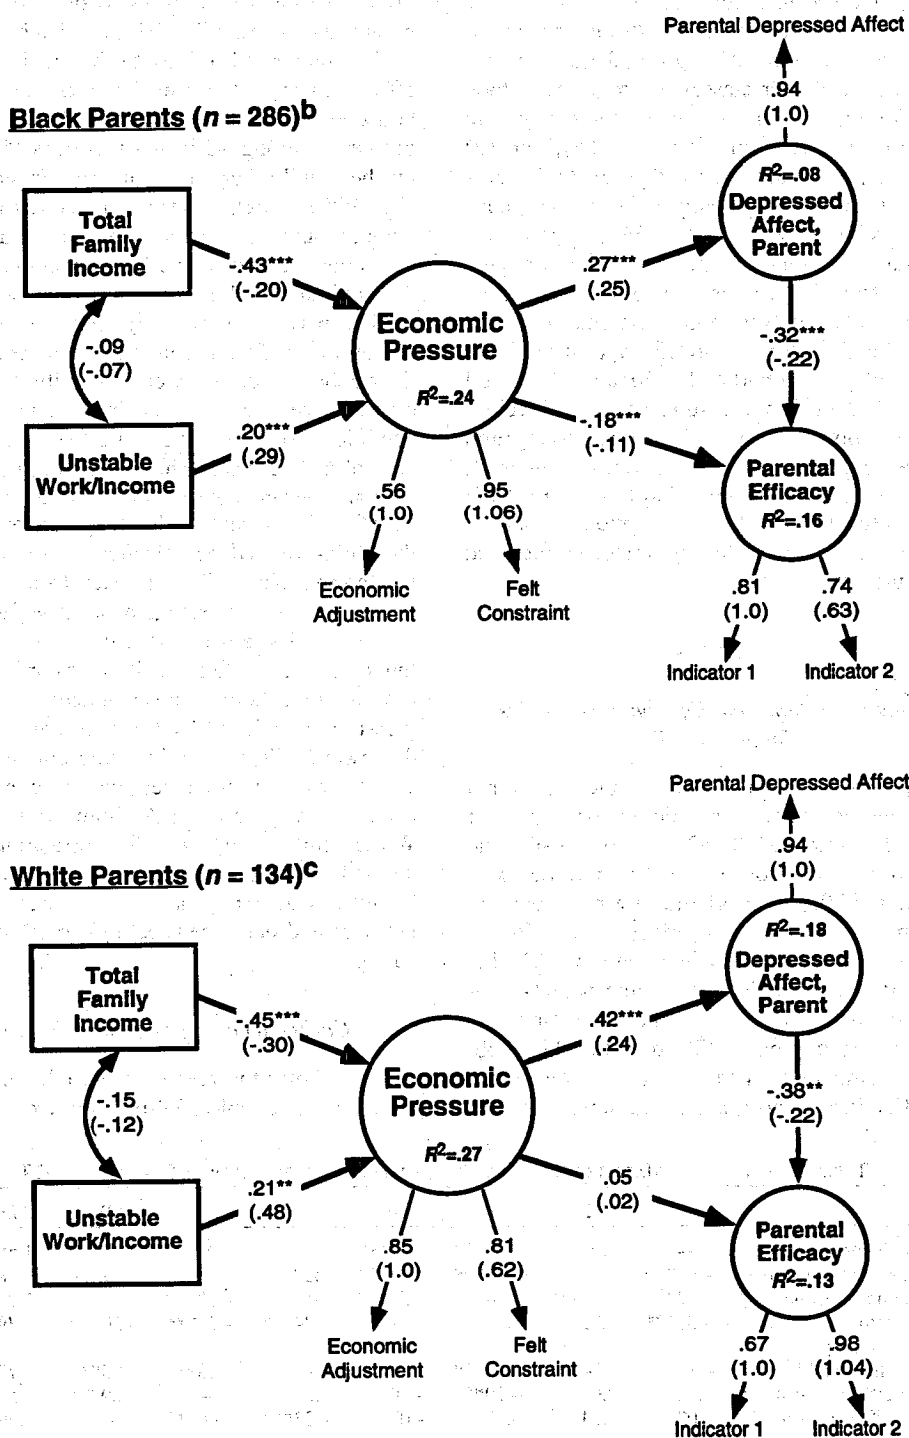 Parental Depressed Affect
.94
(1.0)
Black Parents (n = 286)b
R2=.08
Depressed
Affect,
Parent
Total
Family
Income
-.43***
(-.20)
.27***
(.25)
Economic
Pressure
R2=.24
-.32***
(-.22)
-.09
(-.07)
.20***
(.29)
-.18***
(-.11)
Unstable
Work/Income
Parental
Efficacy
R2=.16
.56
(1.0)
.95
(1.06)
Economic
Adjustment
Felt
Constraint
.81
(1.0)
.74
(.63)
Indicator 1
Indicator 2
Parental Depressed Affect
.94
(1.0)
White Parents (n = 134)c
R2=.18
Depressed
Affect,
Parent
Total
Family
Income
-.45***
(-.30)
.42***
(.24)
Economic
Pressure
R2=.27
-.38**
(-.22)
-.15
(-.12)
.21**
(.48)
.05
(.02)
Unstable
Work/Income
Parental
Efficacy
R2=.13
.85
(1.0)
.81
(.62)
Economic
Adjustment
Felt
Constraint
.67
(1.0)
.98
(1.04)
Indicator 1
Indicator 2